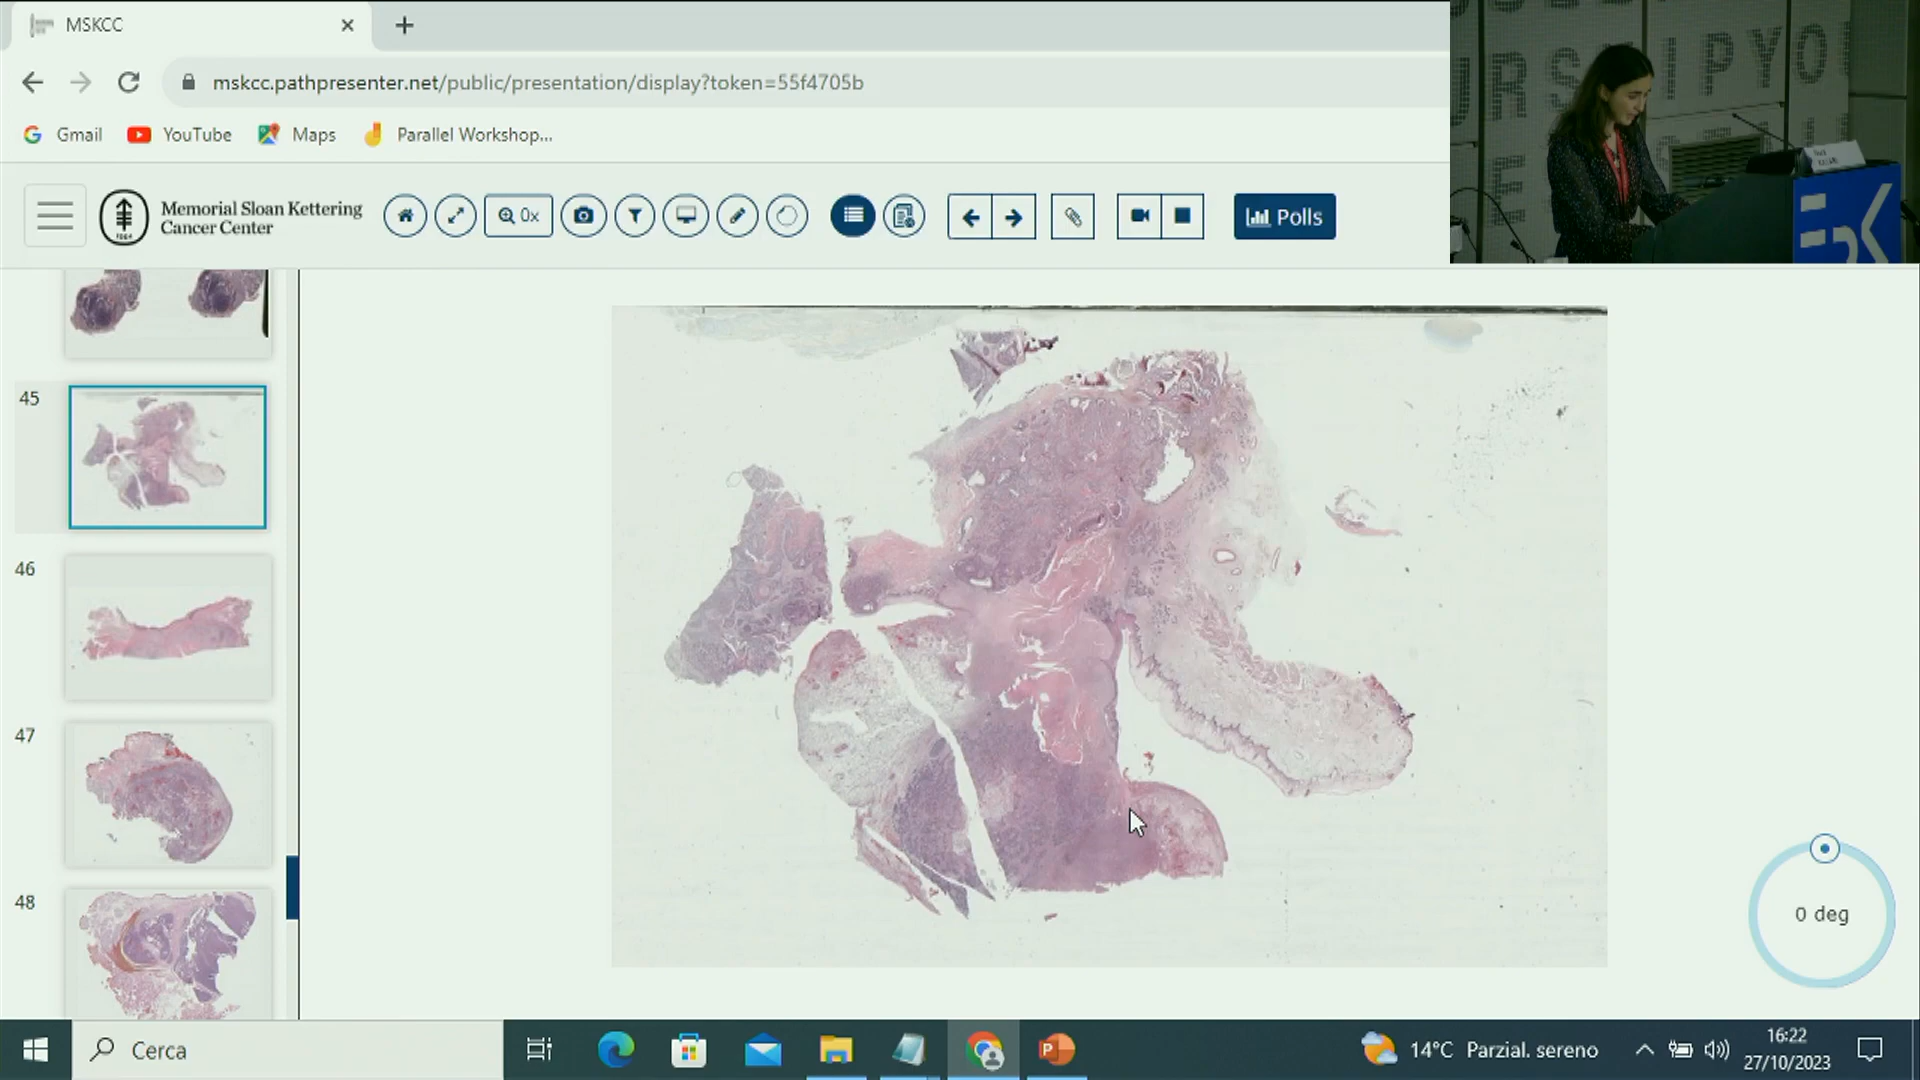 MSKCC
mskcc.pathpresenter.net/public/presentation/display?token=55f4705b
Gmail
YouTube
Maps
Parallel Workshop...
Memorial Sloan Kettering
Cancer Center
0x
Polls
45
46
47
48
0 deg
Cerca
14°C Parzial. sereno
16:22
27/10/2023